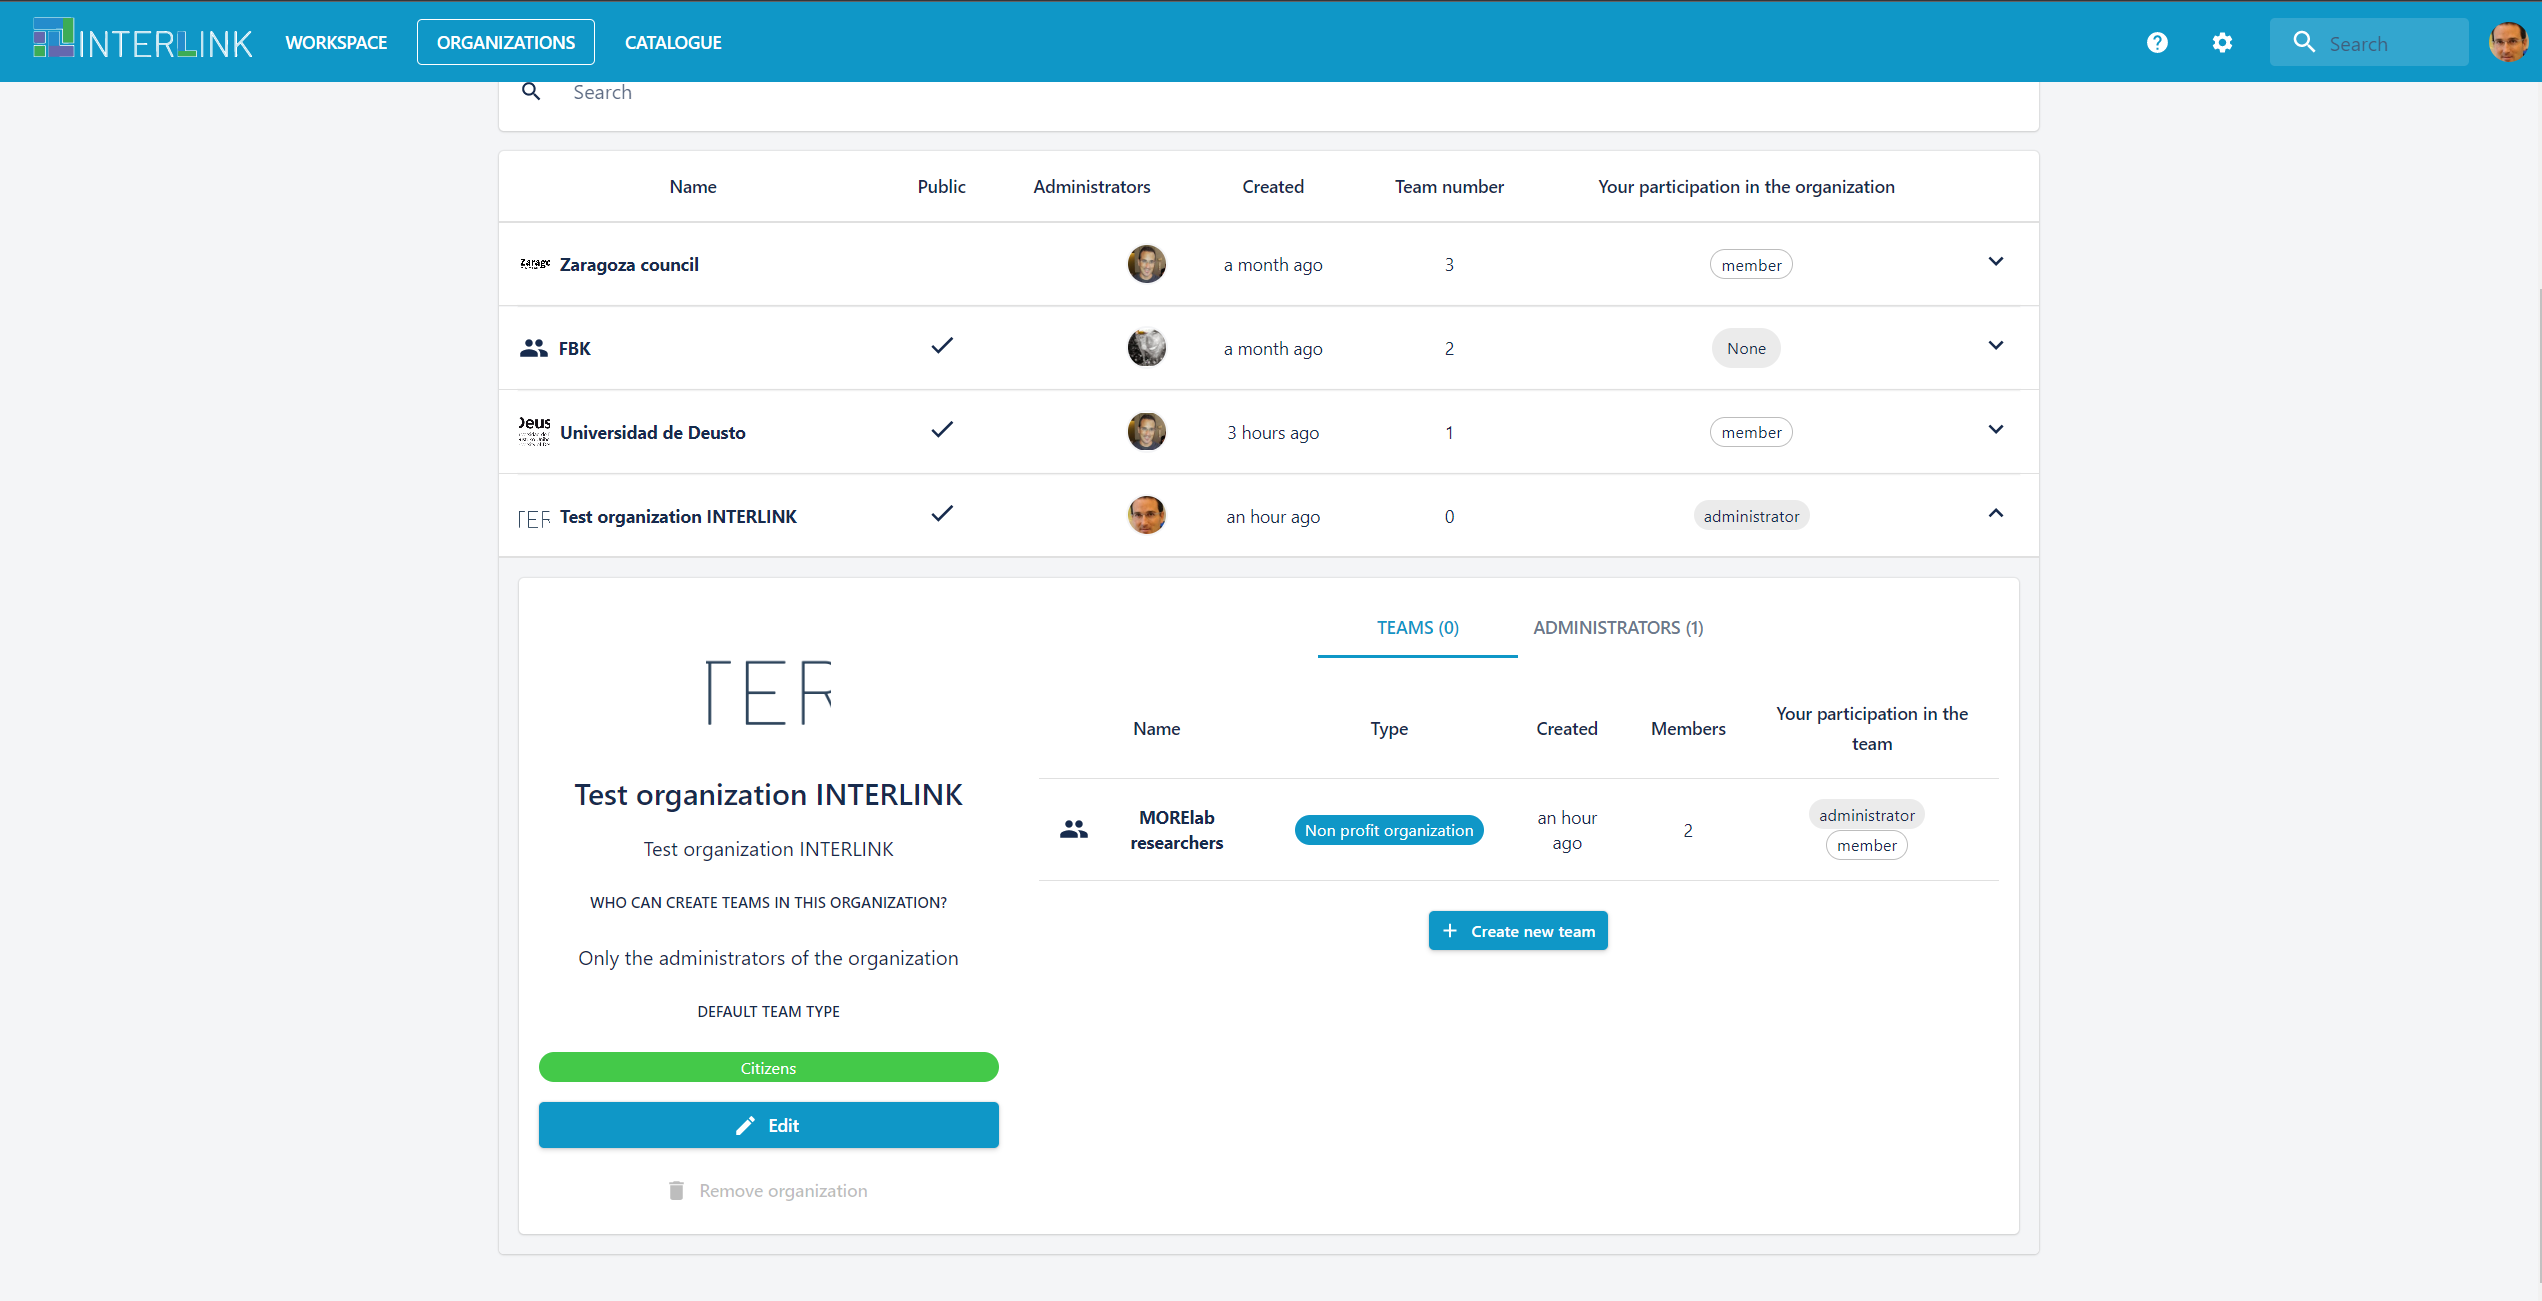 INTERLINK WORKSPACE ORGANIZATIONS CATALOGUE Search
Search
Name Public Administrators Created Team number Your participation in the organization
Zarago Zaragoza council a month ago 3 member
FBK a month ago 2 None
Deus Universidad de Deusto 3 hours ago 1 member
TER Test organization INTERLINK an hour ago 0 administrator
TEAMS (0) ADMINISTRATORS (1)
TER
Name Type Created Members Your participation in the
team
Test organization INTERLINK
MORElab
researchers
Non profit organization
an hour
ago
2
administrator
member
Test organization INTERLINK
WHO CAN CREATE TEAMS IN THIS ORGANIZATION?
Create new team
Only the administrators of the organization
DEFAULT TEAM TYPE
Citizens
Edit
Remove organization